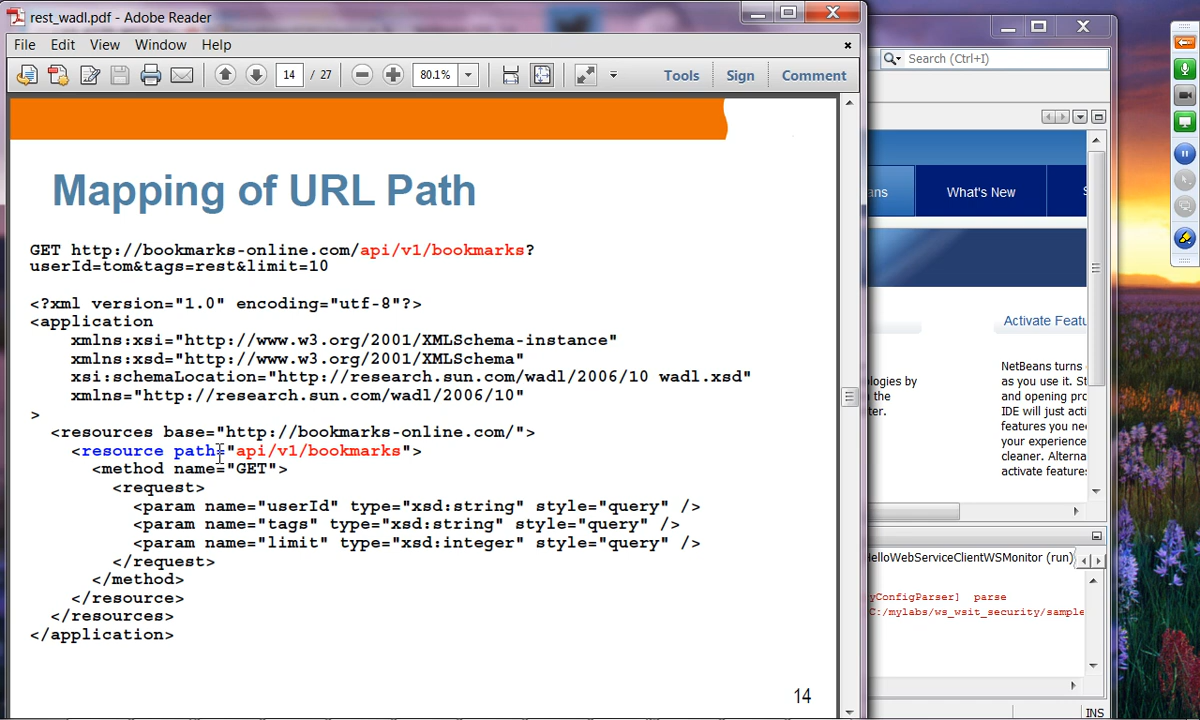 rest_wadl.pdf - Adobe Reader
File Edit View Window Help
14 / 27 80.1% Tools Sign Comment
Mapping of URL Path
GET http://bookmarks-online.com/api/v1/bookmarks?
userId=tom&tags=rest&limit=10
<?xml version="1.0" encoding="utf-8"?>
<application
xmlns:xsi="http://www.w3.org/2001/XMLSchema-instance"
xmlns:xsd="http://www.w3.org/2001/XMLSchema"
xsi:schemaLocation="http://research.sun.com/wadl/2006/10 wadl.xsd"
xmlns="http://research.sun.com/wadl/2006/10"
>
<resources base="http://bookmarks-online.com/">
<resource path="api/v1/bookmarks">
<method name="GET">
<request>
<param name="userId" type="xsd:string" style="query" />
<param name="tags" type="xsd:string" style="query" />
<param name="limit" type="xsd:integer" style="query" />
</request>
</method>
</resource>
</resources>
</application>
14
Search (Ctrl+I)
ans What's New S
Activate Featu
ologies by
n the
ter.
NetBeans turns
as you use it. St
and opening pro
IDE will just acti
features you nee
your experience
cleaner. Alterna
activate features
HelloWebServiceClientWSMonitor (run)
yConfigParser] parse
C:/mylabs/ws_wsit_security/sample
INS